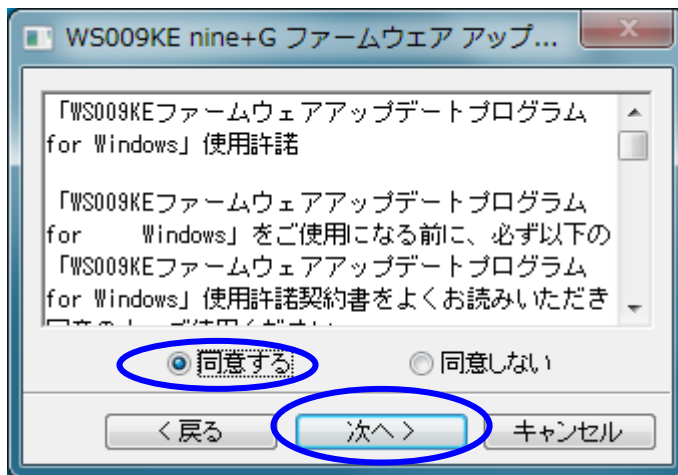 WS009KE nine+G ファームウエア アップ...
「WS009KEファームウェアアップデートプログラム
for Windows」使用許諾
「WS009KEファームウェアアップデートプログラム
for Windows」をご使用になる前に、必ず以下の
「WS009KEファームウェアアップデートプログラム
for Windows」使用許諾契約書をよくお読みいただき
同意する 同意しない
< 戻る 次へ > キャンセル